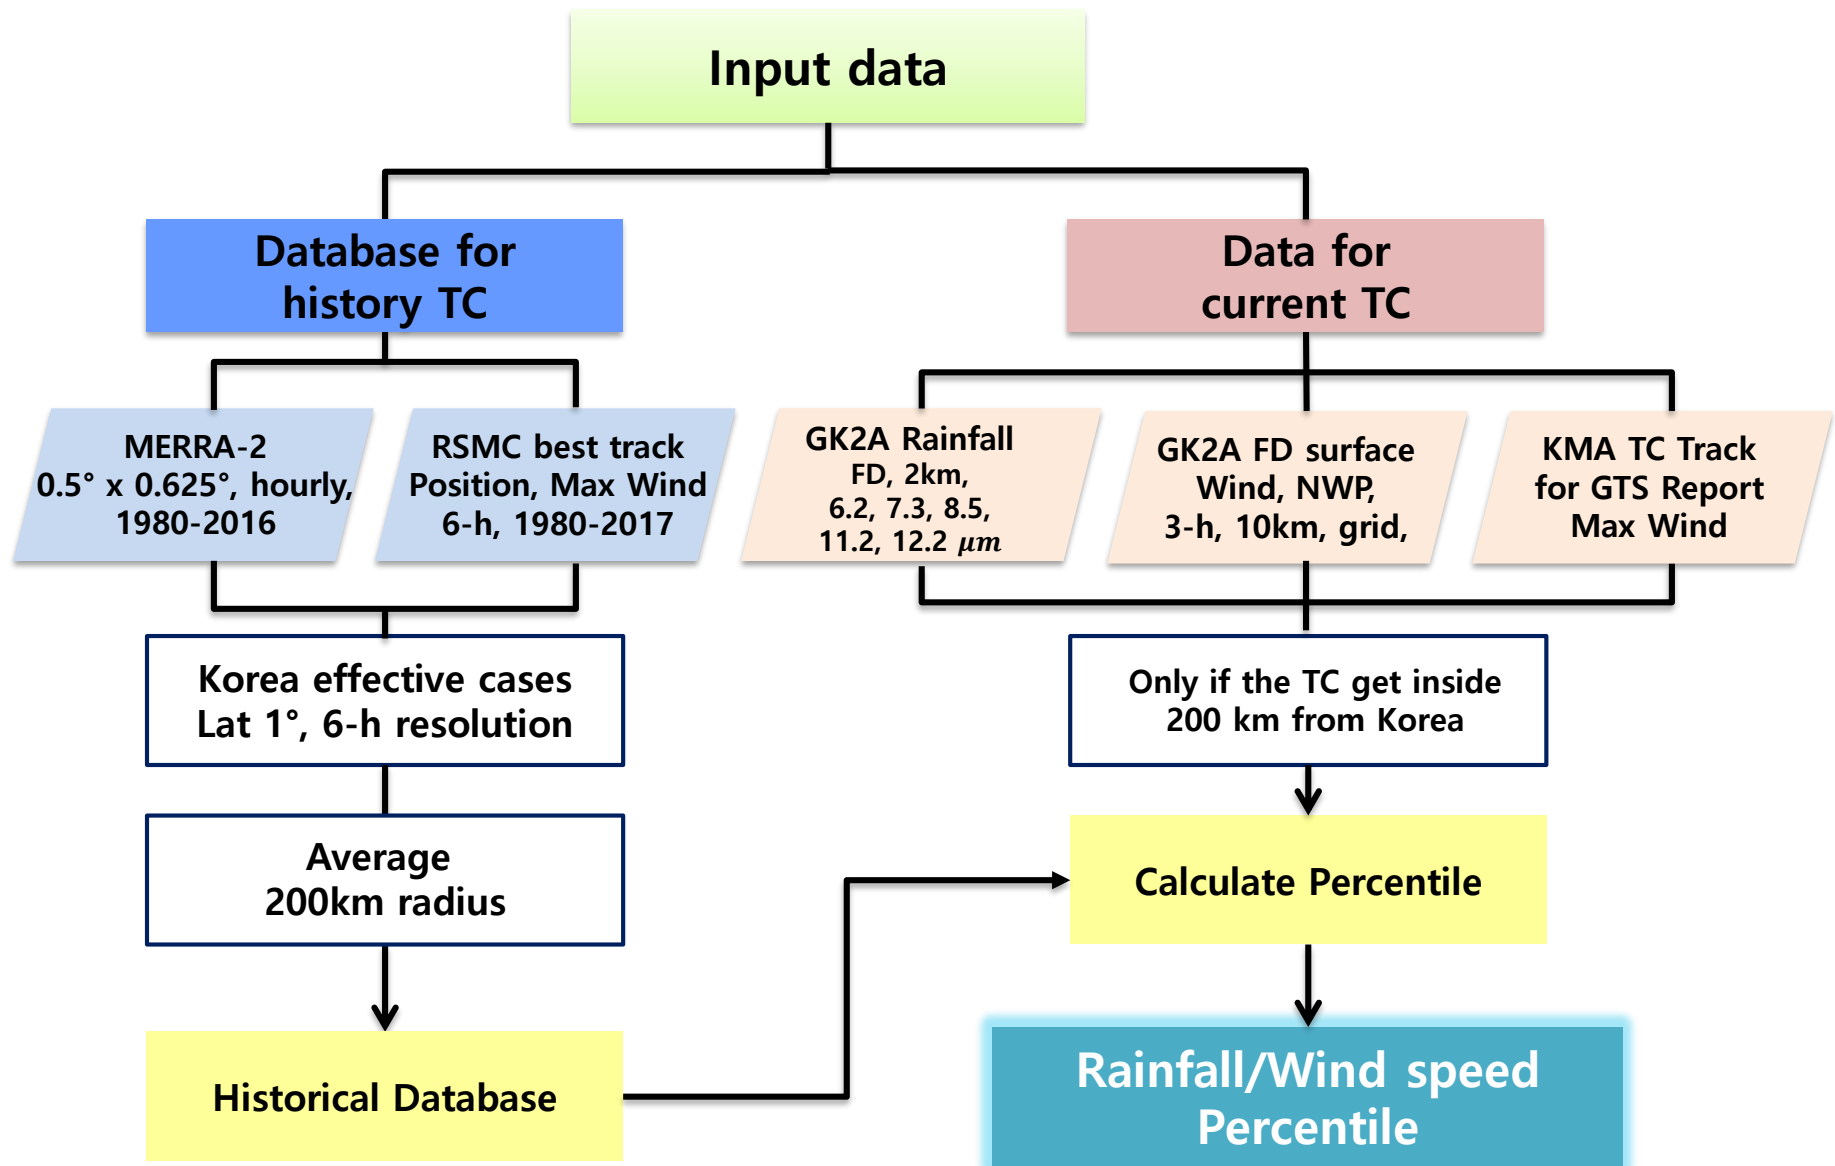 Input data
Database for
history TC
Data for
current TC
MERRA-2
0.5° x 0.625°, hourly,
1980-2016
RSMC best track
Position, Max Wind
6-h, 1980-2017
GK2A Rainfall
FD, 2km,
6.2, 7.3, 8.5,
11.2, 12.2 μm
GK2A FD surface
Wind, NWP,
3-h, 10km, grid,
KMA TC Track
for GTS Report
Max Wind
Korea effective cases
Lat 1°, 6-h resolution
Only if the TC get inside
200 km from Korea
Average
200km radius
Calculate Percentile
Historical Database
Rainfall/Wind speed
Percentile